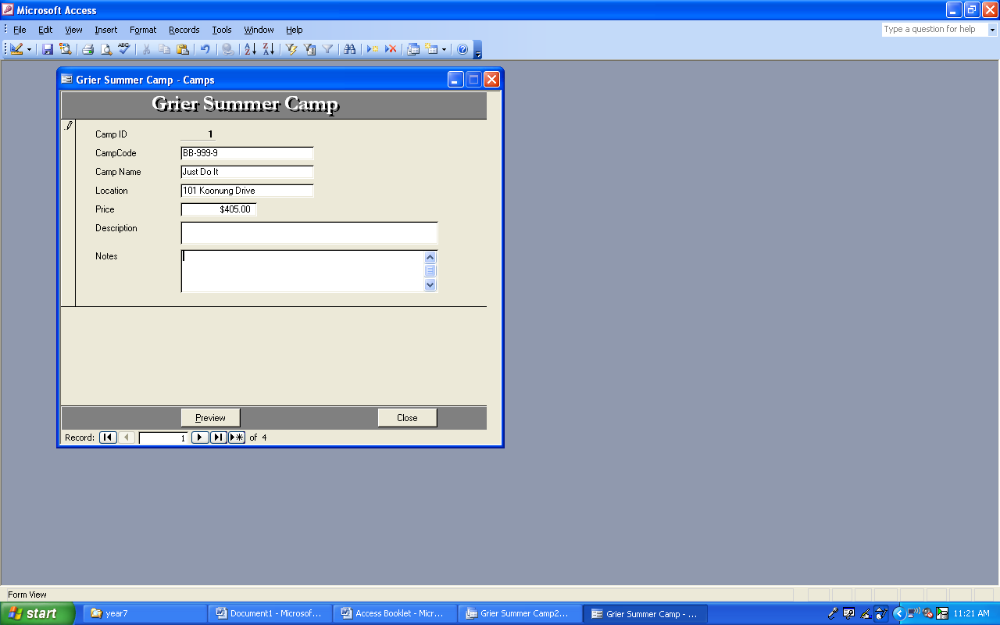 Microsoft Access
File Edit View Insert Format Records Tools Window Help
Type a question for help
Grier Summer Camp - Camps
Grier Summer Camp
Camp ID 1
CampCode BB-999-9
Camp Name Just Do It
Location 101 Koonung Drive
Price $405.00
Description
Notes
Preview Close
Record: 1 of 4
Form View
start year7 Document1 - Microsof... Access Booklet - Micr... Grier Summer Camp2... Grier Summer Camp - ... 11:21 AM